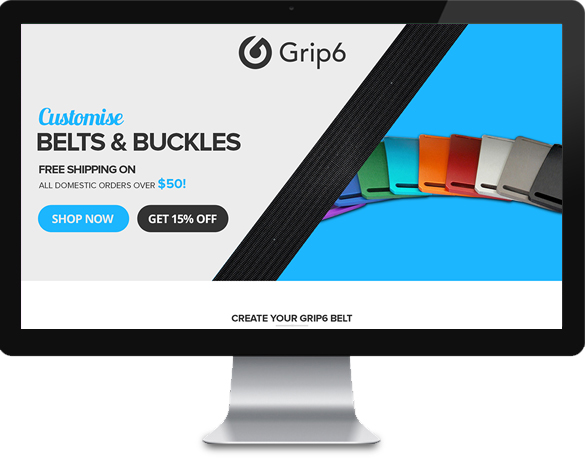 Grip6
Customise
BELTS & BUCKLES
FREE SHIPPING ON
ALL DOMESTIC ORDERS OVER $50!
SHOP NOW GET 15% OFF
CREATE YOUR GRIP6 BELT